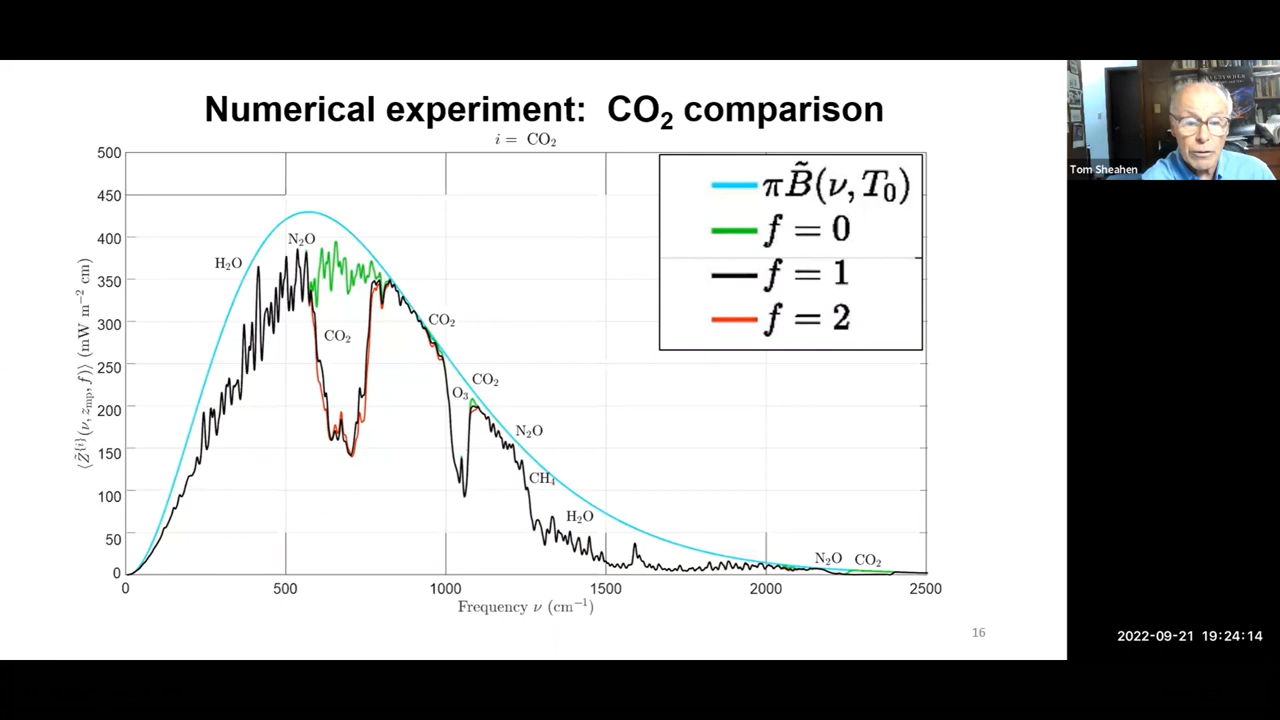 Numerical experiment: CO₂ comparison
i = CO₂
500
450
400
350
300
250
200
150
100
50
0
⟨Z̃^{i}(ν, z_mp, f)⟩ (mW m⁻² cm)
πB̃(ν, T₀)
f = 0
f = 1
f = 2
H₂O
N₂O
CO₂
CO₂
CO₂
O₃
N₂O
CH₄
H₂O
N₂O
CO₂
0
500
1000
1500
2000
2500
Frequency ν (cm⁻¹)
16
Tom Sheahen
2022-09-21 19:24:14